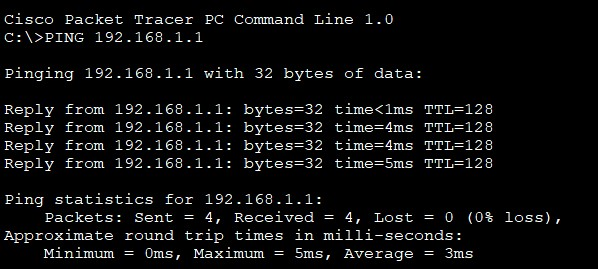 Cisco Packet Tracer PC Command Line 1.0
C:\>PING 192.168.1.1
Pinging 192.168.1.1 with 32 bytes of data:
Reply from 192.168.1.1: bytes=32 time<1ms TTL=128
Reply from 192.168.1.1: bytes=32 time=4ms TTL=128
Reply from 192.168.1.1: bytes=32 time=4ms TTL=128
Reply from 192.168.1.1: bytes=32 time=5ms TTL=128
Ping statistics for 192.168.1.1:
Packets: Sent = 4, Received = 4, Lost = 0 (0% loss),
Approximate round trip times in milli-seconds:
Minimum = 0ms, Maximum = 5ms, Average = 3ms